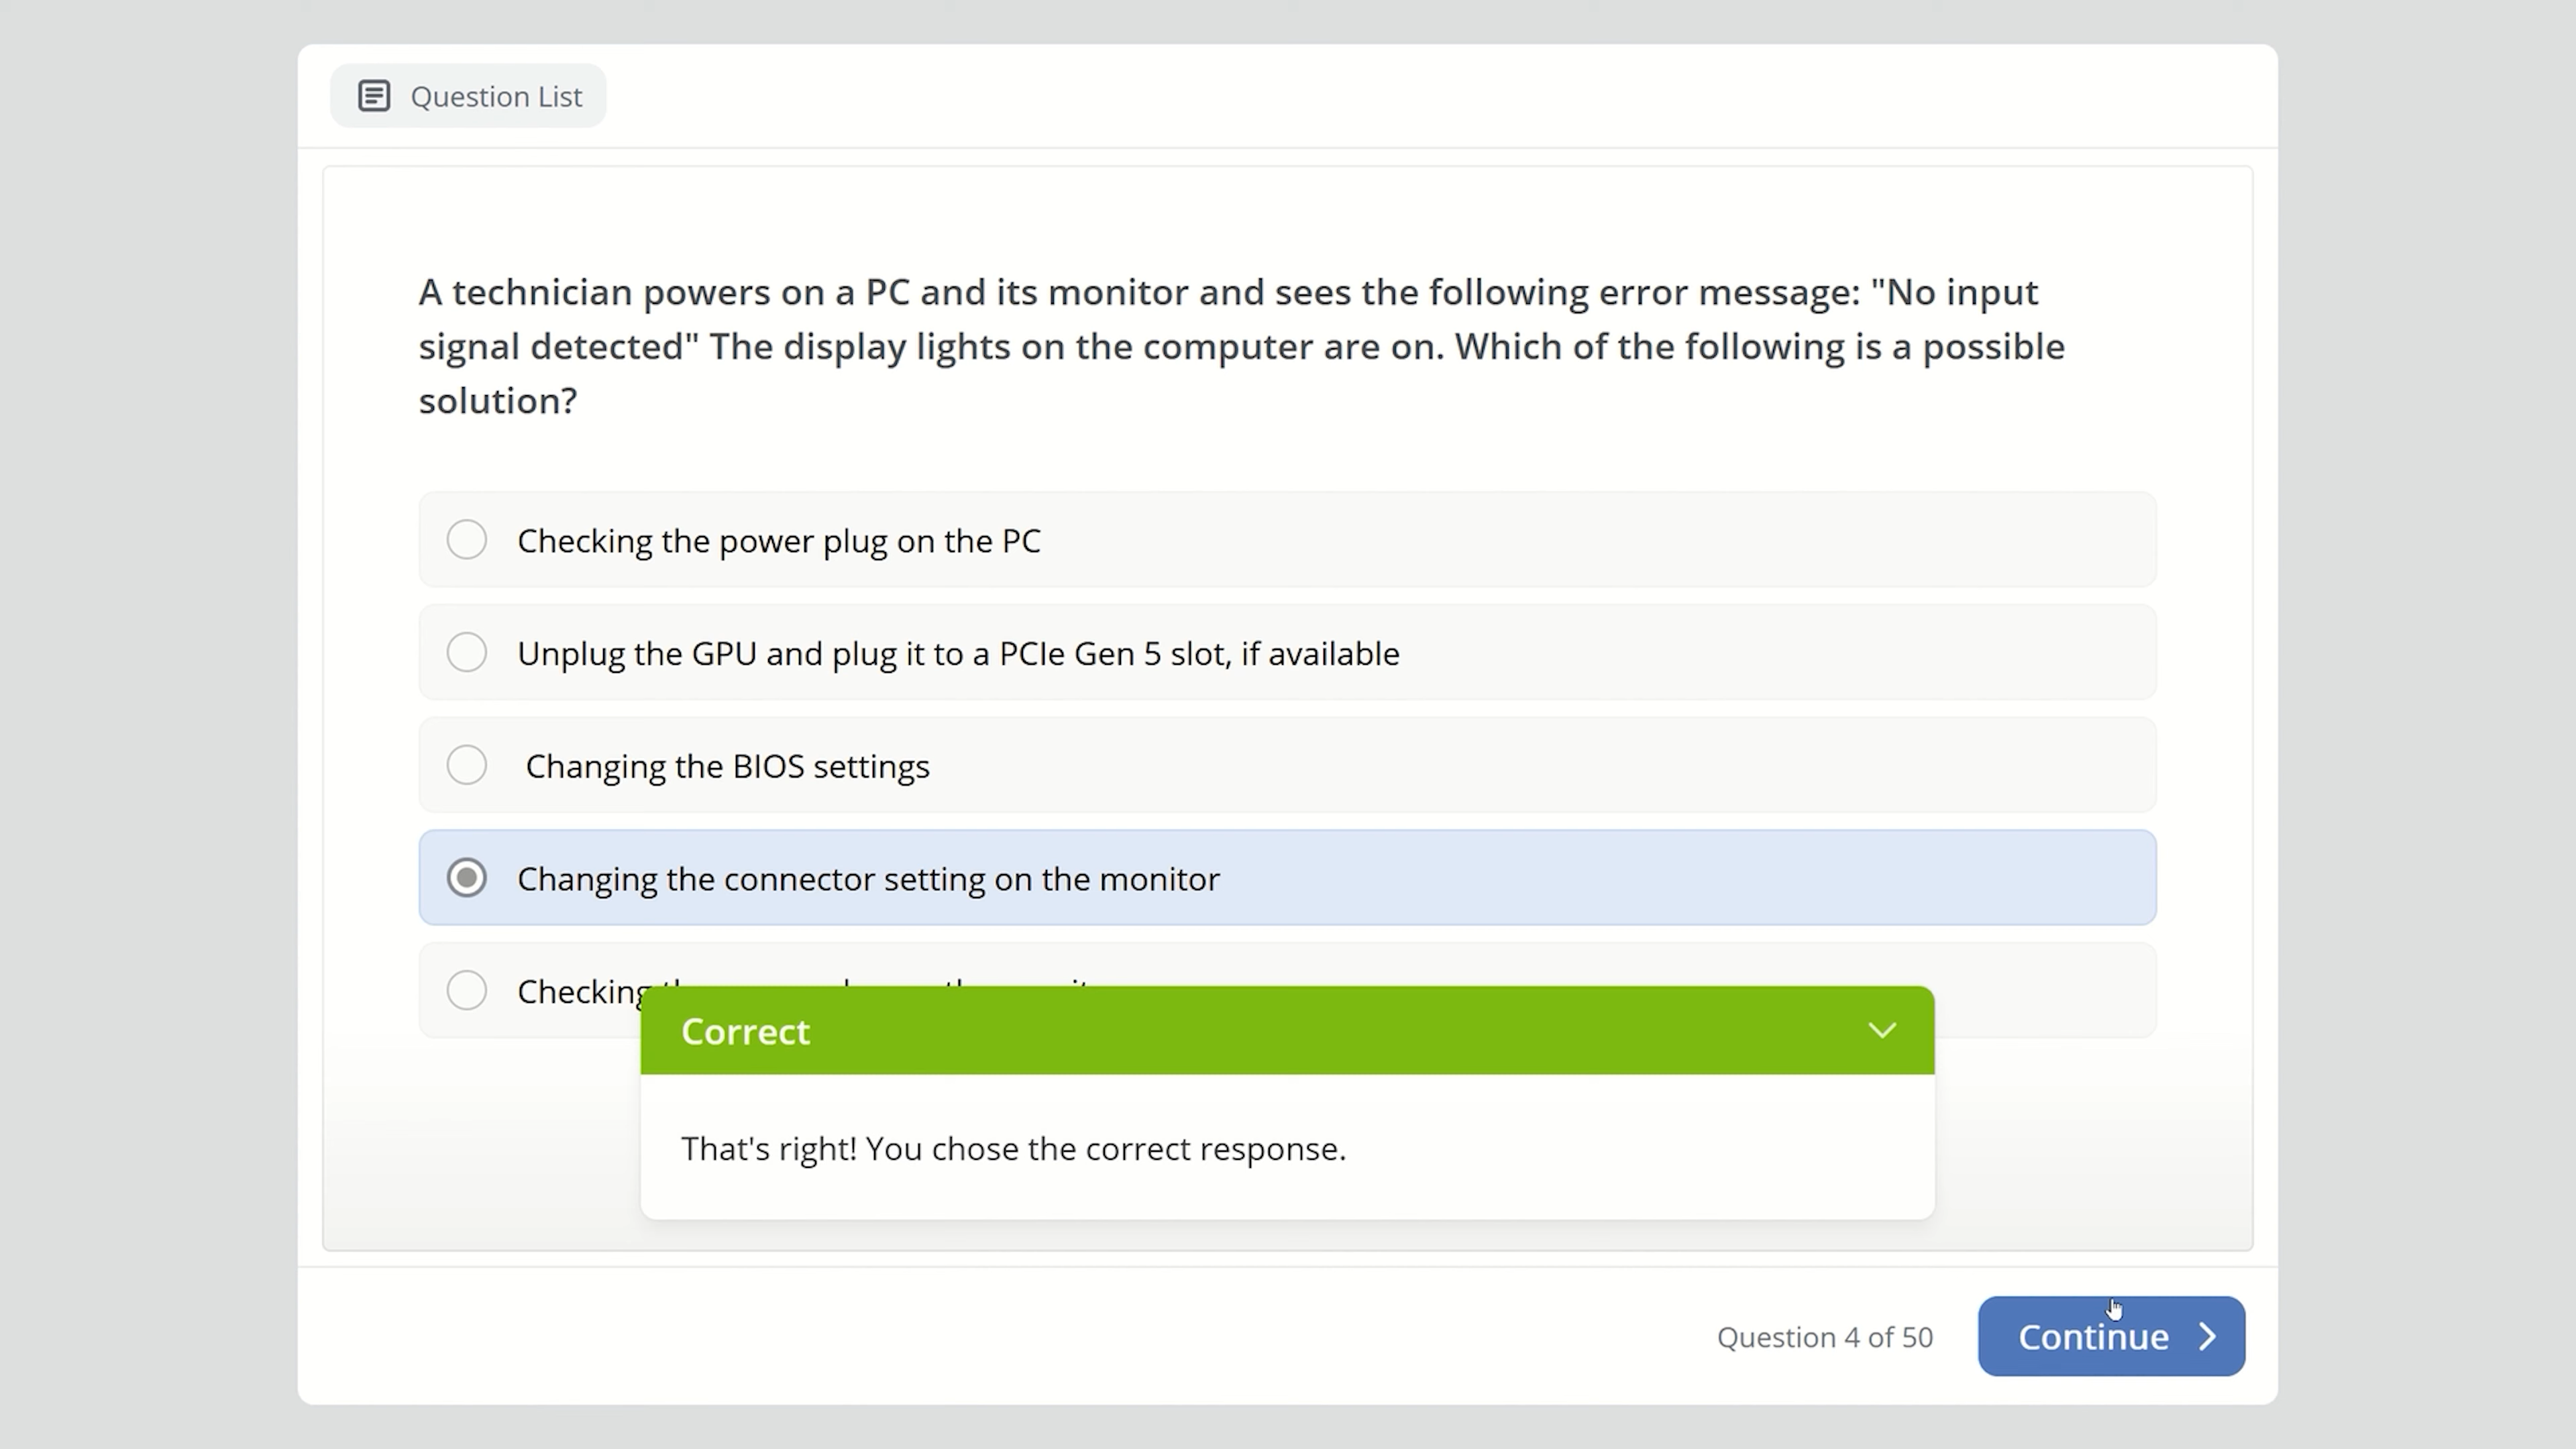 Question List
A technician powers on a PC and its monitor and sees the following error message: "No input
signal detected" The display lights on the computer are on. Which of the following is a possible
solution?
Checking the power plug on the PC
Unplug the GPU and plug it to a PCIe Gen 5 slot, if available
Changing the BIOS settings
Changing the connector setting on the monitor
Checking
Correct
That's right! You chose the correct response.
Question 4 of 50
Continue